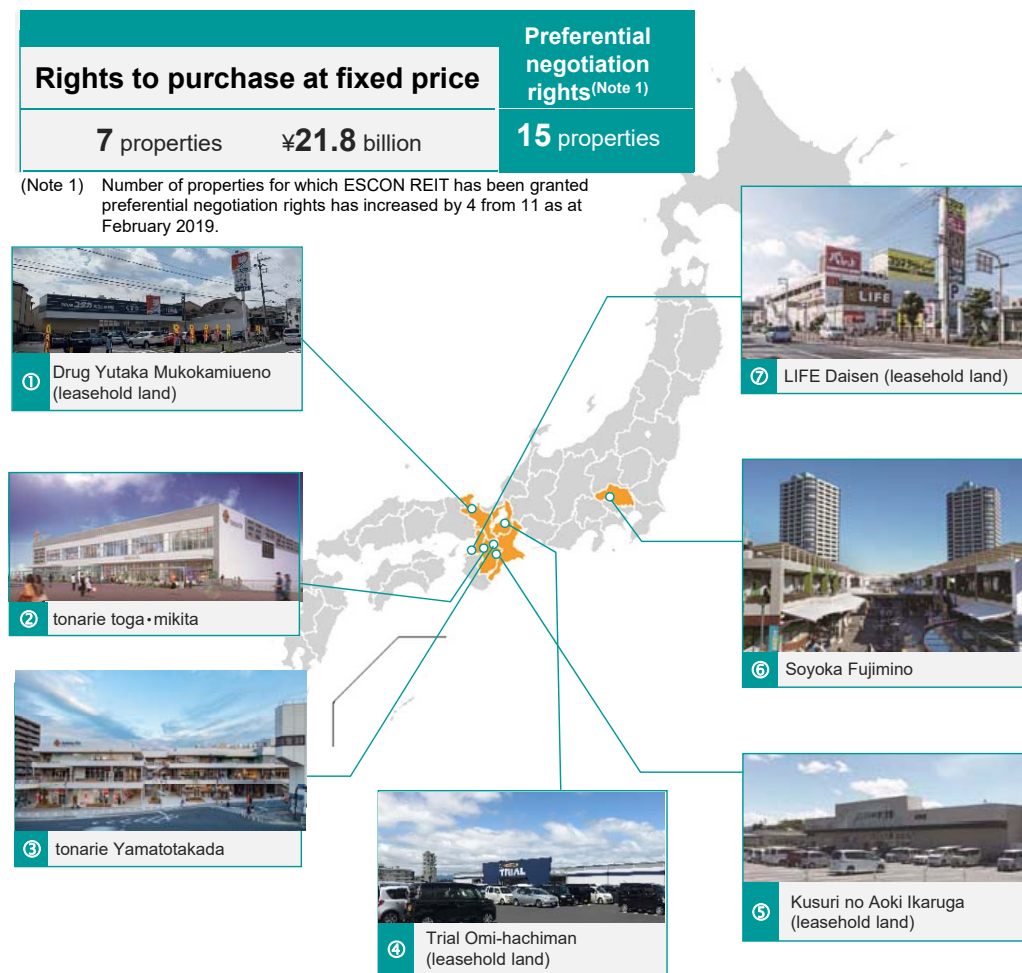 Rights to purchase at fixed price
Preferential
negotiation
rights(Note 1)
7 properties ¥21.8 billion
15 properties
(Note 1) Number of properties for which ESCON REIT has been granted
preferential negotiation rights has increased by 4 from 11 as at
February 2019.
① Drug Yutaka Mukokamiueno
(leasehold land)
② tonarie toga・mikita
③ tonarie Yamatotakada
TRIAL
④ Trial Omi-hachiman
(leasehold land)
⑤ Kusuri no Aoki Ikaruga
(leasehold land)
⑥ Soyoka Fujimino
LIFE
P
⑦ LIFE Daisen (leasehold land)